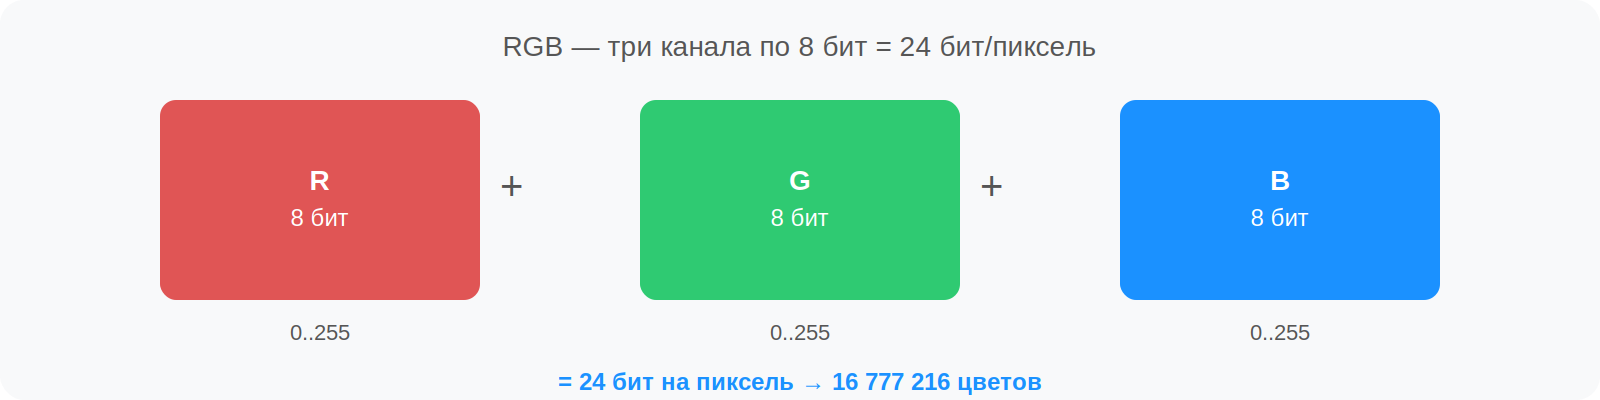 RGB — три канала по 8 бит = 24 бит/пиксель
R + G + B
8 бит 8 бит 8 бит
0..255 0..255 0..255
= 24 бит на пиксель → 16 777 216 цветов